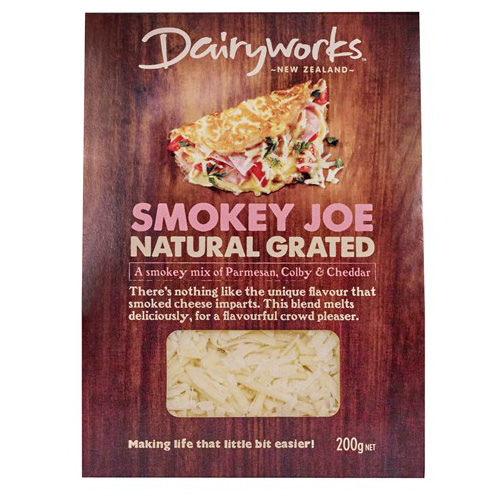 Dairyworks™
~NEW ZEALAND~
SMOKEY JOE
NATURAL GRATED
A smokey mix of Parmesan, Colby & Cheddar
There's nothing like the unique flavour that
smoked cheese imparts. This blend melts
deliciously, for a flavourful crowd pleaser.
Making life that little bit easier! 200g NET